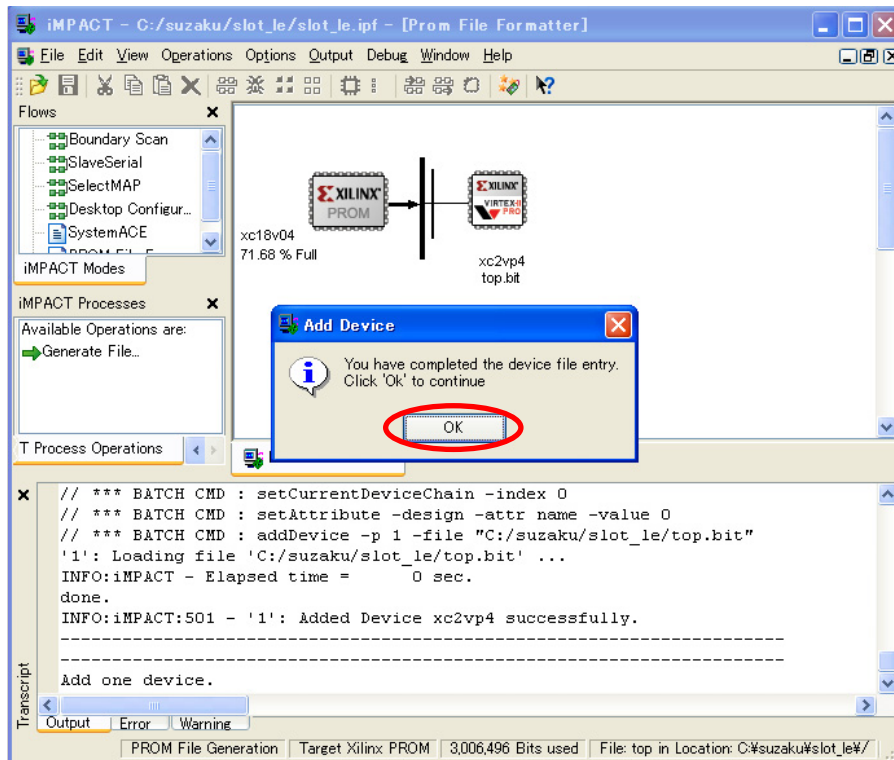 iMPACT - C:/suzaku/slot_le/slot_le.ipf - [Prom File Formatter]
File Edit View Operations Options Output Debug Window Help
Flows
Boundary Scan
SlaveSerial
SelectMAP
Desktop Configur...
SystemACE
iMPACT Modes
XILINX
PROM
xc18v04
71.68 % Full
XILINX
VIRTEX-II
PRO
xc2vp4
top.bit
iMPACT Processes
Available Operations are:
Generate File...
T Process Operations
Add Device
You have completed the device file entry.
Click 'Ok' to continue
OK
// *** BATCH CMD : setCurrentDeviceChain -index 0
// *** BATCH CMD : setAttribute -design -attr name -value 0
// *** BATCH CMD : addDevice -p 1 -file "C:/suzaku/slot_le/top.bit"
'1': Loading file 'C:/suzaku/slot_le/top.bit' ...
INFO:iMPACT - Elapsed time =      0 sec.
done.
INFO:iMPACT:501 - '1': Added Device xc2vp4 successfully.
----------------------------------------------------------------------
----------------------------------------------------------------------
Add one device.
Transcript
Output Error Warning
PROM File Generation Target Xilinx PROM 3,006,496 Bits used File: top in Location: C:¥suzaku¥slot_le¥/